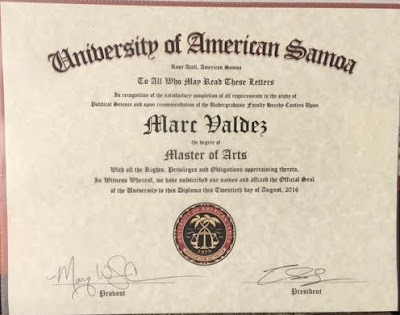 University of American Samoa
Rose Atoll, American Samoa
To All Who May Read These Letters
In recognition of the satisfactory completion of all requirements in the study of
Political Science and upon recommendation of the Undergraduate Faculty Hereby Confers Upon
Marc Valdez
the degree of
Master of Arts
With all the Rights, Privileges and Obligations appertaining thereto.
In Witness Whereof, we have subscribed our names and affixed the Official Seal
of the University to this Diploma this Twentieth day of August, 2016
Provost
President